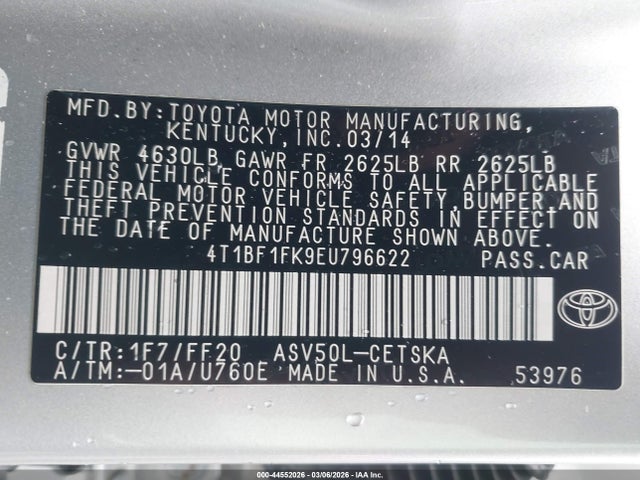 MFD.BY:TOYOTA MOTOR MANUFACTURING,
KENTUCKY,INC.03/14
GVWR 4630LB GAWR FR 2625LB RR 2625LB
THIS VEHICLE CONFORMS TO ALL APPLICABLE
FEDERAL MOTOR VEHICLE SAFETY,BUMPER AND
THEFT PREVENTION STANDARDS IN EFFECT ON
THE DATE OF MANUFACTURE SHOWN ABOVE.
4T1BF1FK9EU796622 PASS.CAR
C/TR:1F7/FF20 ASV50L-CETSKA
A/TM:-01A/U760E MADE IN U.S.A. 53976
TOYOTA
000-44552026 - 03/06/2026 - IAA Inc.